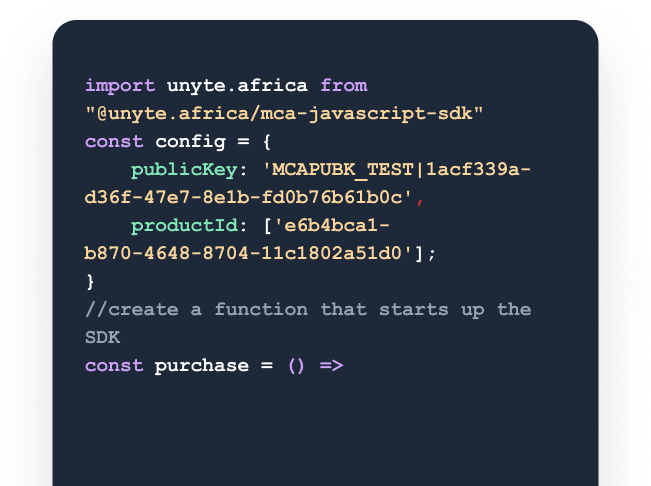 import unyte.africa from
"@unyte.africa/mca-javascript-sdk"
const config = {
publicKey: 'MCAPUBK_TEST|1acf339a-
d36f-47e7-8e1b-fd0b76b61b0c',
productId: ['e6b4bca1-
b870-4648-8704-11c1802a51d0'];
}
//create a function that starts up the
SDK
const purchase = () =>